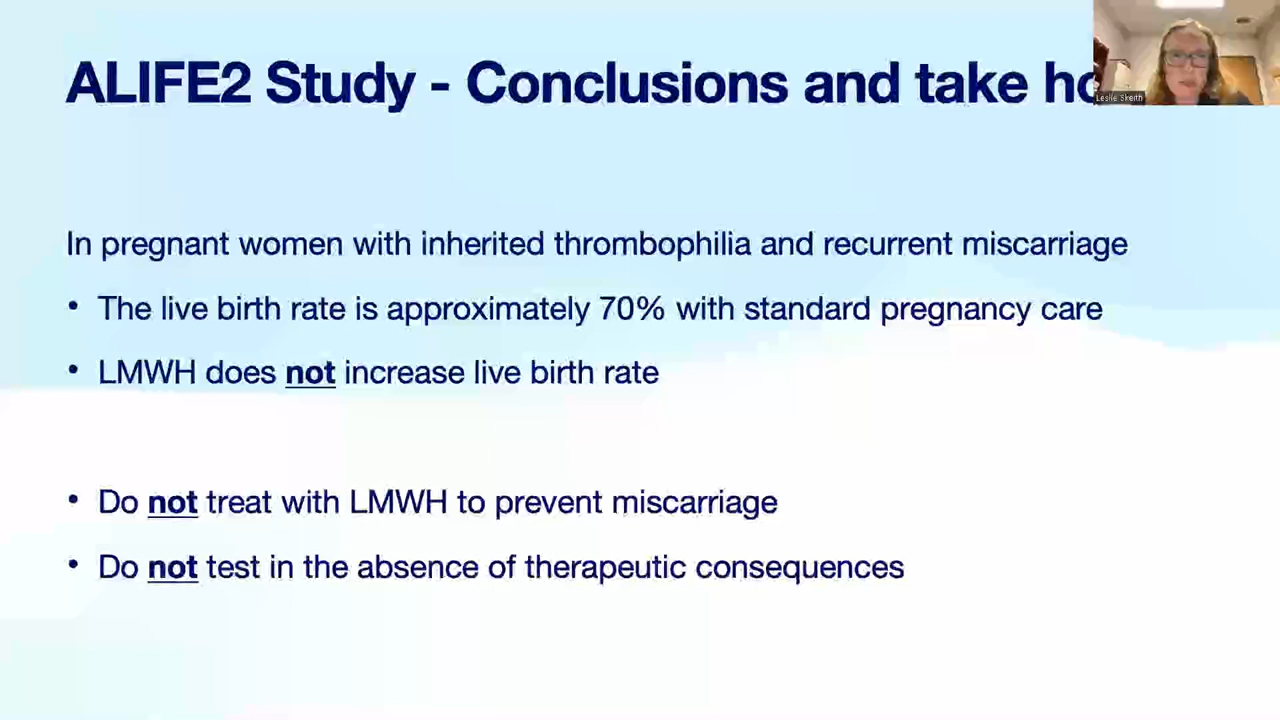 ALIFE2 Study - Conclusions and take ho
Leslie Skeith
In pregnant women with inherited thrombophilia and recurrent miscarriage
• The live birth rate is approximately 70% with standard pregnancy care
• LMWH does not increase live birth rate
• Do not treat with LMWH to prevent miscarriage
• Do not test in the absence of therapeutic consequences